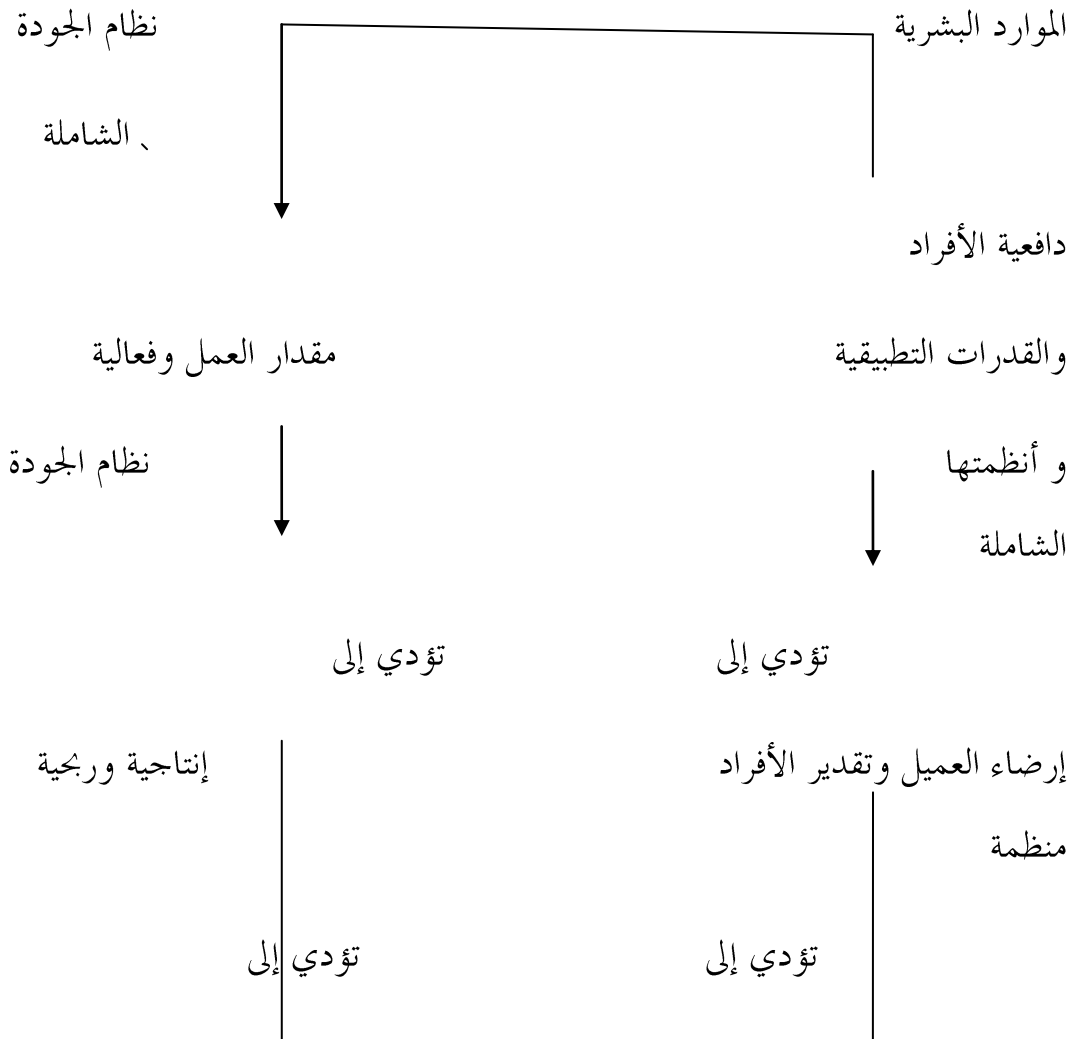 الموارد البشرية نظام الجودة
، الشاملة
دافعية الأفراد
والقدرات التطبيقية مقدار العمل وفعالية
و أنظمتها نظام الجودة
الشاملة
تؤدي إلى تؤدي إلى
إرضاء العميل وتقدير الأفراد إنتاجية وربحية
منظمة
تؤدي إلى تؤدي إلى